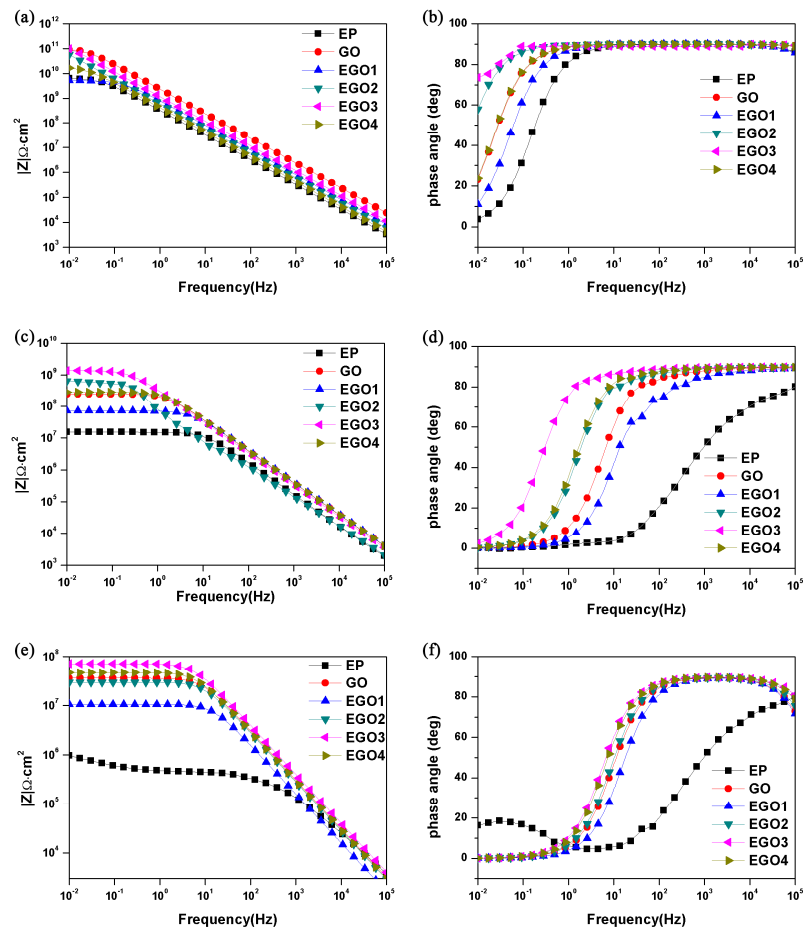 (a)
|Z|Ω·cm²
10¹²
10¹¹
10¹⁰
10⁹
10⁸
10⁷
10⁶
10⁵
10⁴
10³
EP
GO
EGO1
EGO2
EGO3
EGO4
10⁻² 10⁻¹ 10⁰ 10¹ 10² 10³ 10⁴ 10⁵
Frequency(Hz)
(b)
phase angle (deg)
100
80
60
40
20
0
EP
GO
EGO1
EGO2
EGO3
EGO4
10⁻² 10⁻¹ 10⁰ 10¹ 10² 10³ 10⁴ 10⁵
Frequency(Hz)
(c)
|Z|Ω·cm²
10¹⁰
10⁹
10⁸
10⁷
10⁶
10⁵
10⁴
10³
EP
GO
EGO1
EGO2
EGO3
EGO4
10⁻² 10⁻¹ 10⁰ 10¹ 10² 10³ 10⁴ 10⁵
Frequency(Hz)
(d)
phase angle (deg)
100
80
60
40
20
0
EP
GO
EGO1
EGO2
EGO3
EGO4
10⁻² 10⁻¹ 10⁰ 10¹ 10² 10³ 10⁴ 10⁵
Frequency(Hz)
(e)
|Z|Ω·cm²
10⁸
10⁷
10⁶
10⁵
10⁴
EP
GO
EGO1
EGO2
EGO3
EGO4
10⁻² 10⁻¹ 10⁰ 10¹ 10² 10³ 10⁴ 10⁵
Frequency(Hz)
(f)
phase angle (deg)
100
80
60
40
20
0
EP
GO
EGO1
EGO2
EGO3
EGO4
10⁻² 10⁻¹ 10⁰ 10¹ 10² 10³ 10⁴ 10⁵
Frequency(Hz)